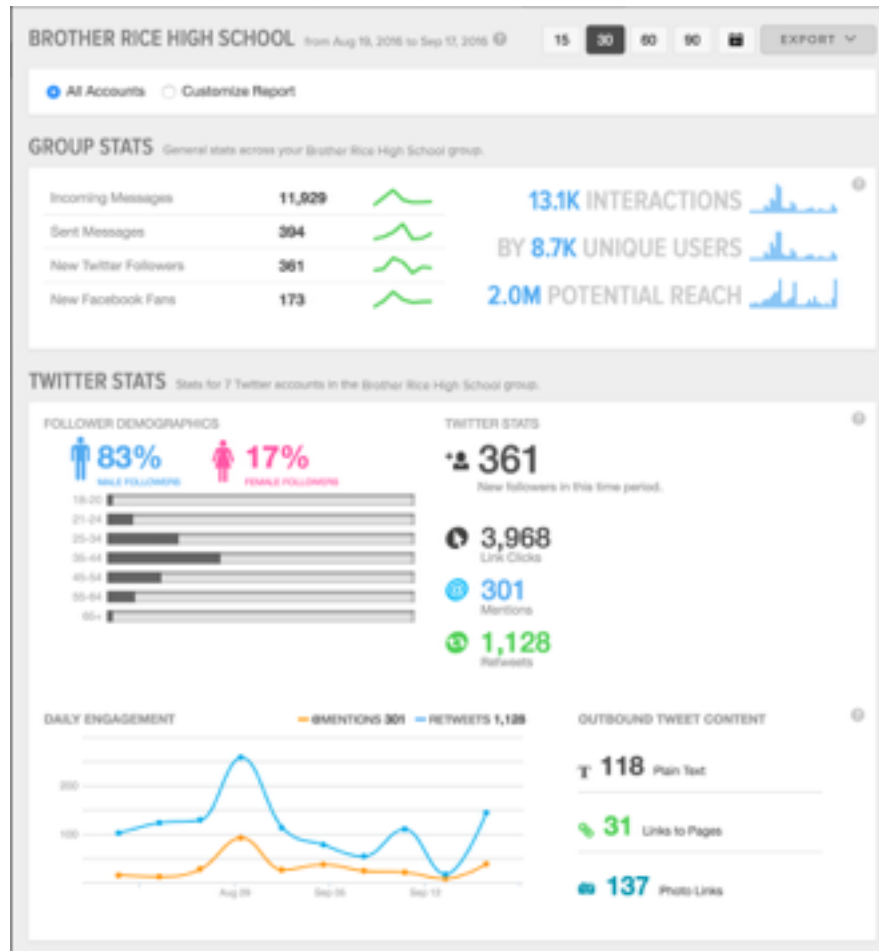 BROTHER RICE HIGH SCHOOL from Aug 19, 2016 to Sep 17, 2016 15 30 60 90 EXPORT
All Accounts Customize Report
GROUP STATS General stats across your Brother Rice High School group.
Incoming Messages 11,929
Sent Messages 394
New Twitter Followers 361
New Facebook Fans 173
13.1K INTERACTIONS
BY 8.7K UNIQUE USERS
2.0M POTENTIAL REACH
TWITTER STATS Stats for 7 Twitter accounts in the Brother Rice High School group.
FOLLOWER DEMOGRAPHICS
83% 17%
MALE FOLLOWERS FEMALE FOLLOWERS
18-20
21-24
25-34
35-44
45-54
55-64
65+
TWITTER STATS
361
New followers in this time period.
3,968
Link Clicks
301
Mentions
1,128
Retweets
DAILY ENGAGEMENT @MENTIONS 301 RETWEETS 1,128
200
100
Aug 29 Sep 05 Sep 12
OUTBOUND TWEET CONTENT
T 118 Plain Text
31 Links to Pages
137 Photo Links